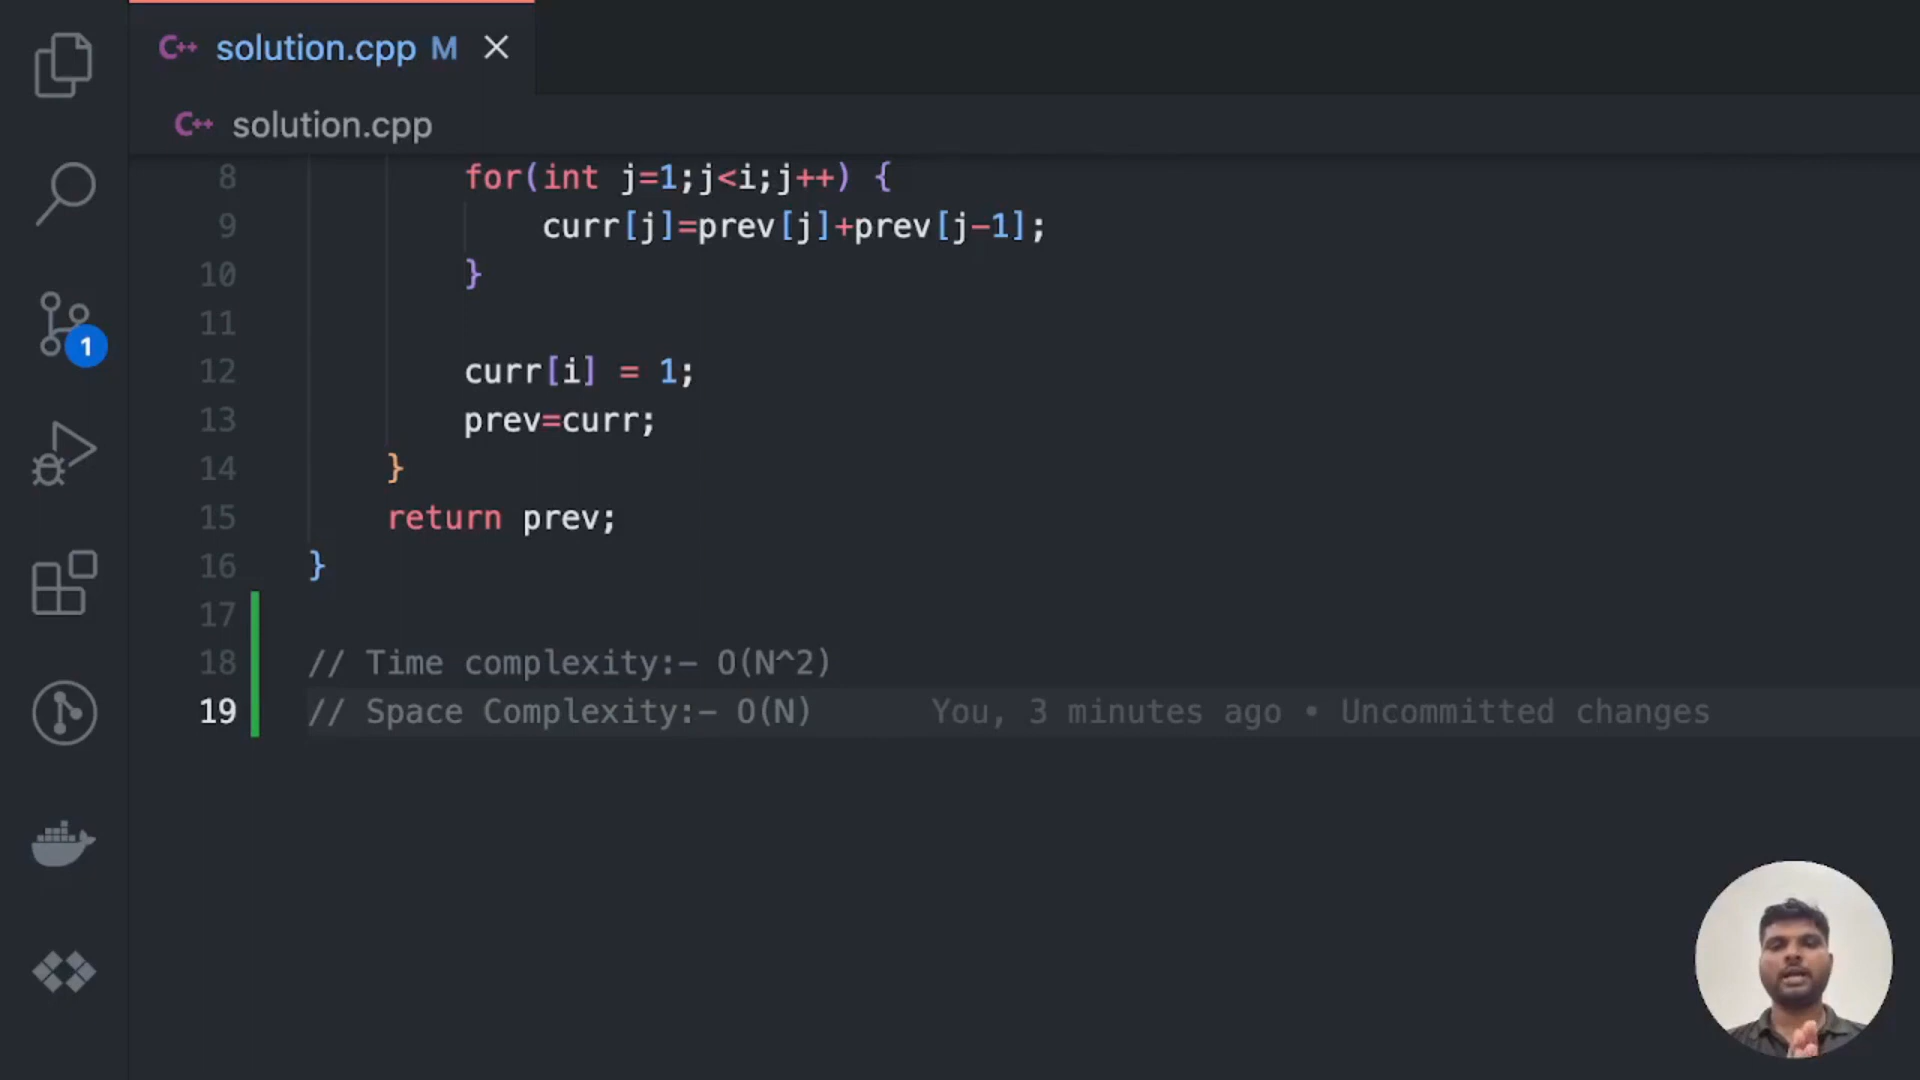 C++ solution.cpp M
C++ solution.cpp
8 for(int j=1;j<i;j++) {
9 curr[j]=prev[j]+prev[j-1];
10 }
11
1
12 curr[i] = 1;
13 prev=curr;
14 }
15 return prev;
16 }
17
18 // Time complexity:- O(N^2)
19 // Space Complexity:- O(N) You, 3 minutes ago • Uncommitted changes